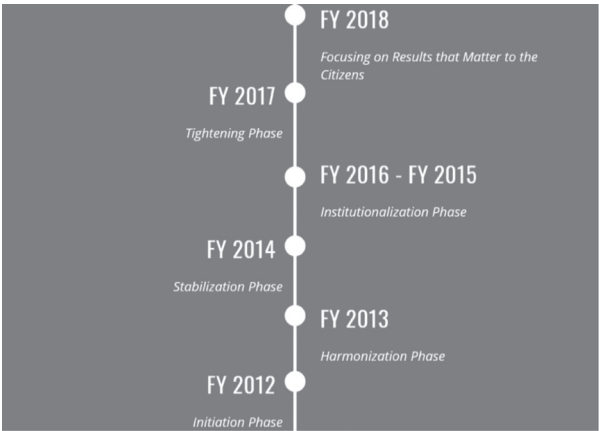 FY 2018
Focusing on Results that Matter to the
Citizens
FY 2017
Tightening Phase
FY 2016 - FY 2015
Institutionalization Phase
FY 2014
Stabilization Phase
FY 2013
Harmonization Phase
FY 2012
Initiation Phase